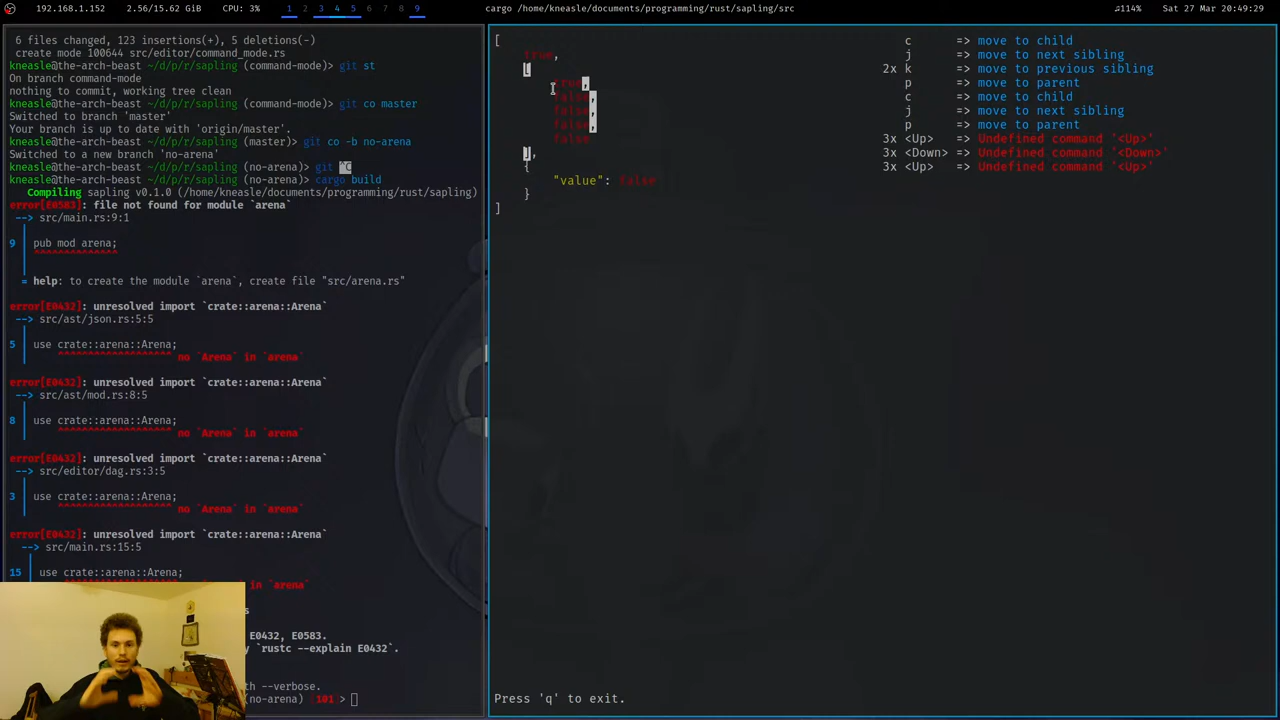 192.168.1.152 2.56/15.62 GiB CPU: 3% 1 2 3 4 5 8 9 cargo /home/kneasle/documents/programming/rust/sapling/src ♫114% Sat 27 Mar 20:49:29
6 files changed, 123 insertions(+), 5 deletions(-)
create mode 100644 src/editor/command_mode.rs
kneasle@the-arch-beast ~/d/p/r/sapling (command-mode)> git st
On branch command-mode
nothing to commit, working tree clean
kneasle@the-arch-beast ~/d/p/r/sapling (command-mode)> git co master
Switched to branch 'master'
Your branch is up to date with 'origin/master'.
kneasle@the-arch-beast ~/d/p/r/sapling (master)> git co -b no-arena
Switched to a new branch 'no-arena'
kneasle@the-arch-beast ~/d/p/r/sapling (no-arena)> git ^C
kneasle@the-arch-beast ~/d/p/r/sapling (no-arena)> cargo build
Compiling sapling v0.1.0 (/home/kneasle/documents/programming/rust/sapling)
error[E0583]: file not found for module `arena`
--> src/main.rs:9:1
|
9 | pub mod arena;
| ^^^^^^^^^^^^^^
|
= help: to create the module `arena`, create file "src/arena.rs"
error[E0432]: unresolved import `crate::arena::Arena`
--> src/ast/json.rs:5:5
|
5 | use crate::arena::Arena;
| ^^^^^^^^^^^^^^^^^^^ no `Arena` in `arena`
error[E0432]: unresolved import `crate::arena::Arena`
--> src/ast/mod.rs:8:5
|
8 | use crate::arena::Arena;
| ^^^^^^^^^^^^^^^^^^^ no `Arena` in `arena`
error[E0432]: unresolved import `crate::arena::Arena`
--> src/editor/dag.rs:3:5
|
3 | use crate::arena::Arena;
| ^^^^^^^^^^^^^^^^^^^ no `Arena` in `arena`
error[E0432]: unresolved import `crate::arena::Arena`
--> src/main.rs:15:5
|
15 | use crate::arena::Arena;
in `arena`
E0432, E0583.
`rustc --explain E0432`.
--verbose.
(no-arena) [101] >
[
true,
[
true,
false,
false,
false,
false
],
{
"value": false
}
]
c => move to child
j => move to next sibling
2x k => move to previous sibling
p => move to parent
c => move to child
j => move to next sibling
p => move to parent
3x <Up> => Undefined command '<Up>'
3x <Down> => Undefined command '<Down>'
3x <Up> => Undefined command '<Up>'
Press 'q' to exit.